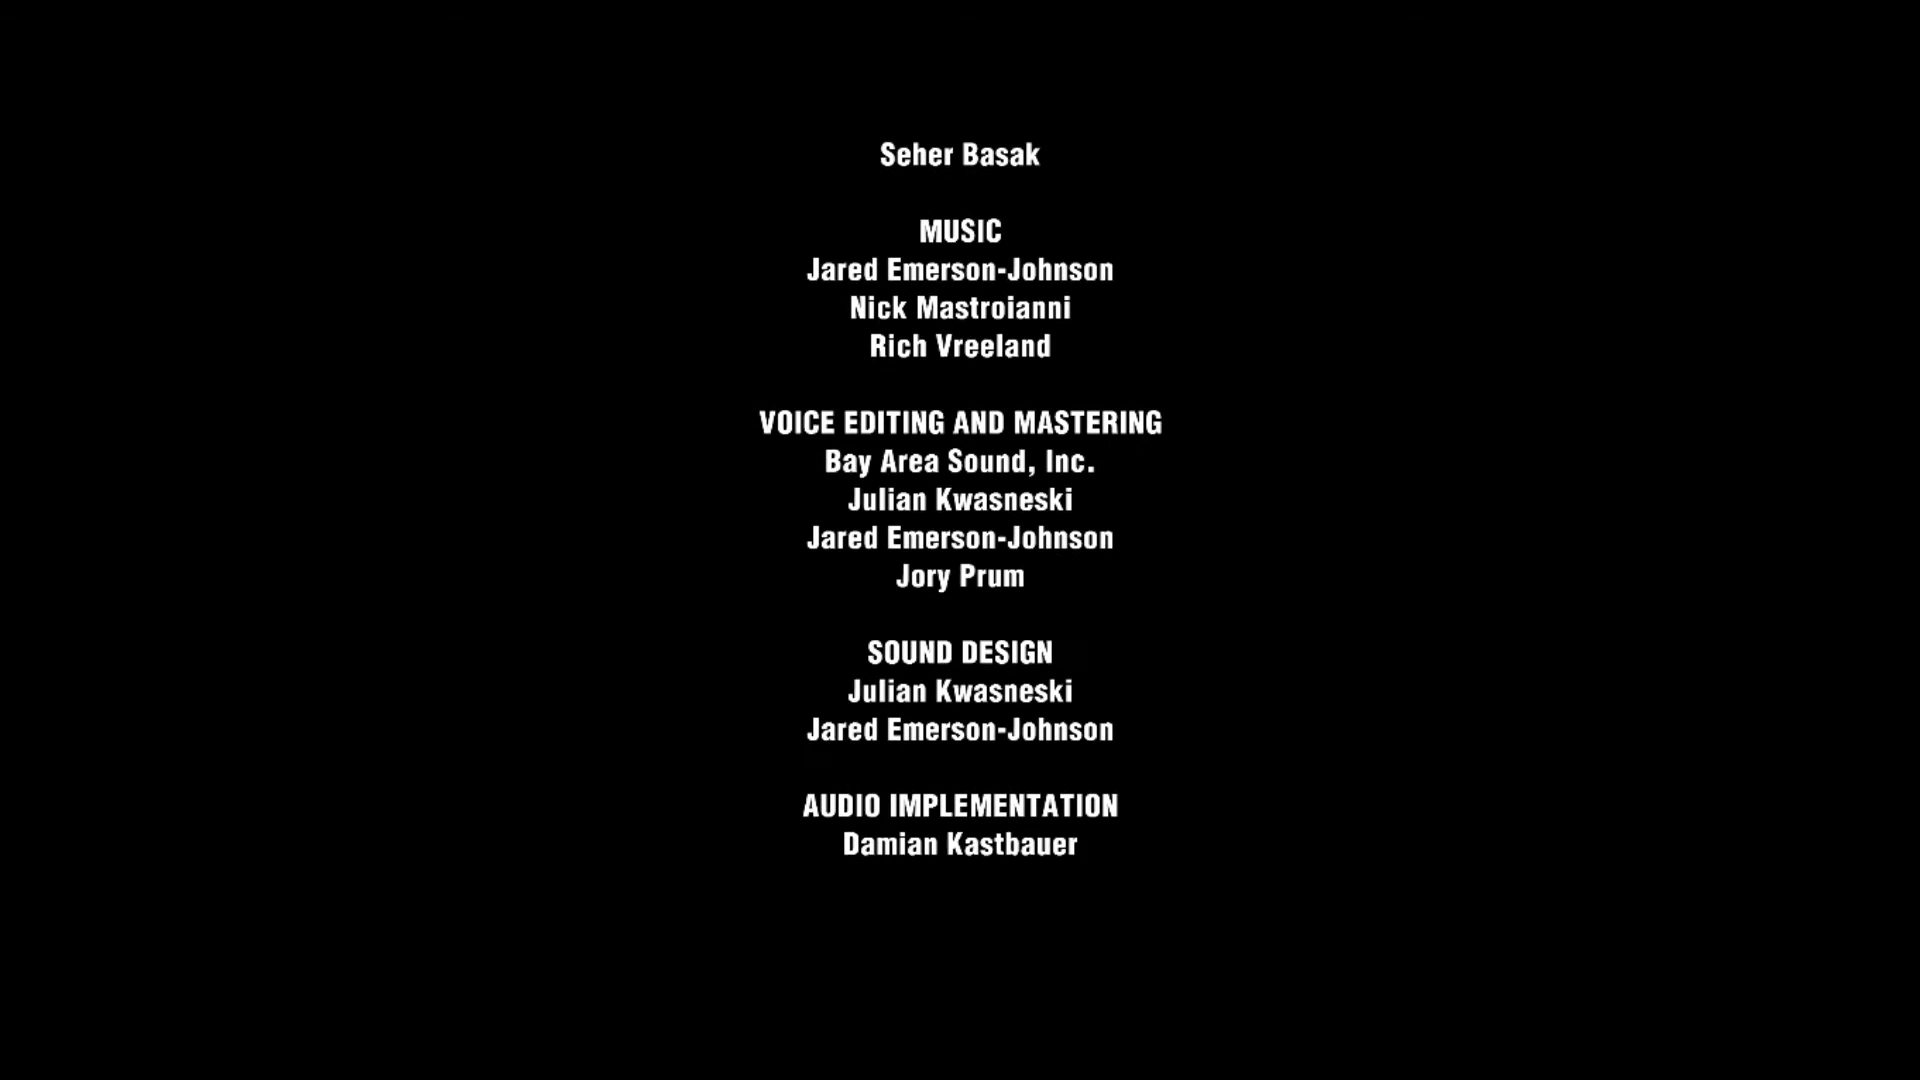 Seher Basak
MUSIC
Jared Emerson-Johnson
Nick Mastroianni
Rich Vreeland
VOICE EDITING AND MASTERING
Bay Area Sound, Inc.
Julian Kwasneski
Jared Emerson-Johnson
Jory Prum
SOUND DESIGN
Julian Kwasneski
Jared Emerson-Johnson
AUDIO IMPLEMENTATION
Damian Kastbauer